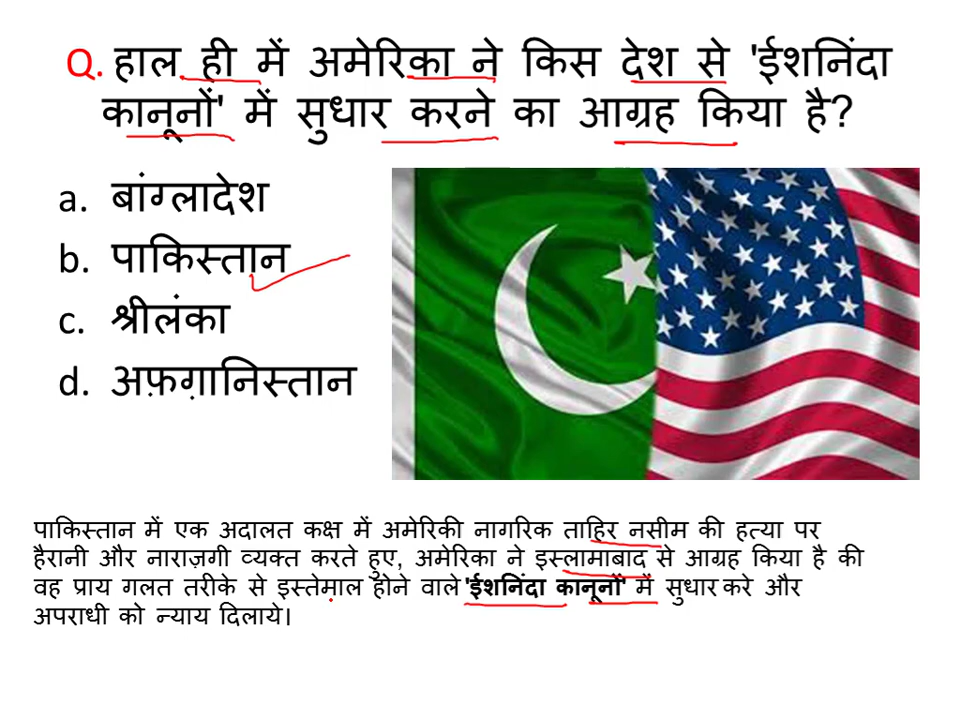 Q. हाल ही में अमेरिका ने किस देश से 'ईशनिंदा
कानूनों' में सुधार करने का आग्रह किया है?
a. बांग्लादेश
b. पाकिस्तान
c. श्रीलंका
d. अफ़ग़ानिस्तान
पाकिस्तान में एक अदालत कक्ष में अमेरिकी नागरिक ताहिर नसीम की हत्या पर
हैरानी और नाराज़गी व्यक्त करते हुए, अमेरिका ने इस्लामाबाद से आग्रह किया है की
वह प्राय गलत तरीके से इस्तेमाल होने वाले 'ईशनिंदा कानूनों' में सुधार करे और
अपराधी को न्याय दिलाये।